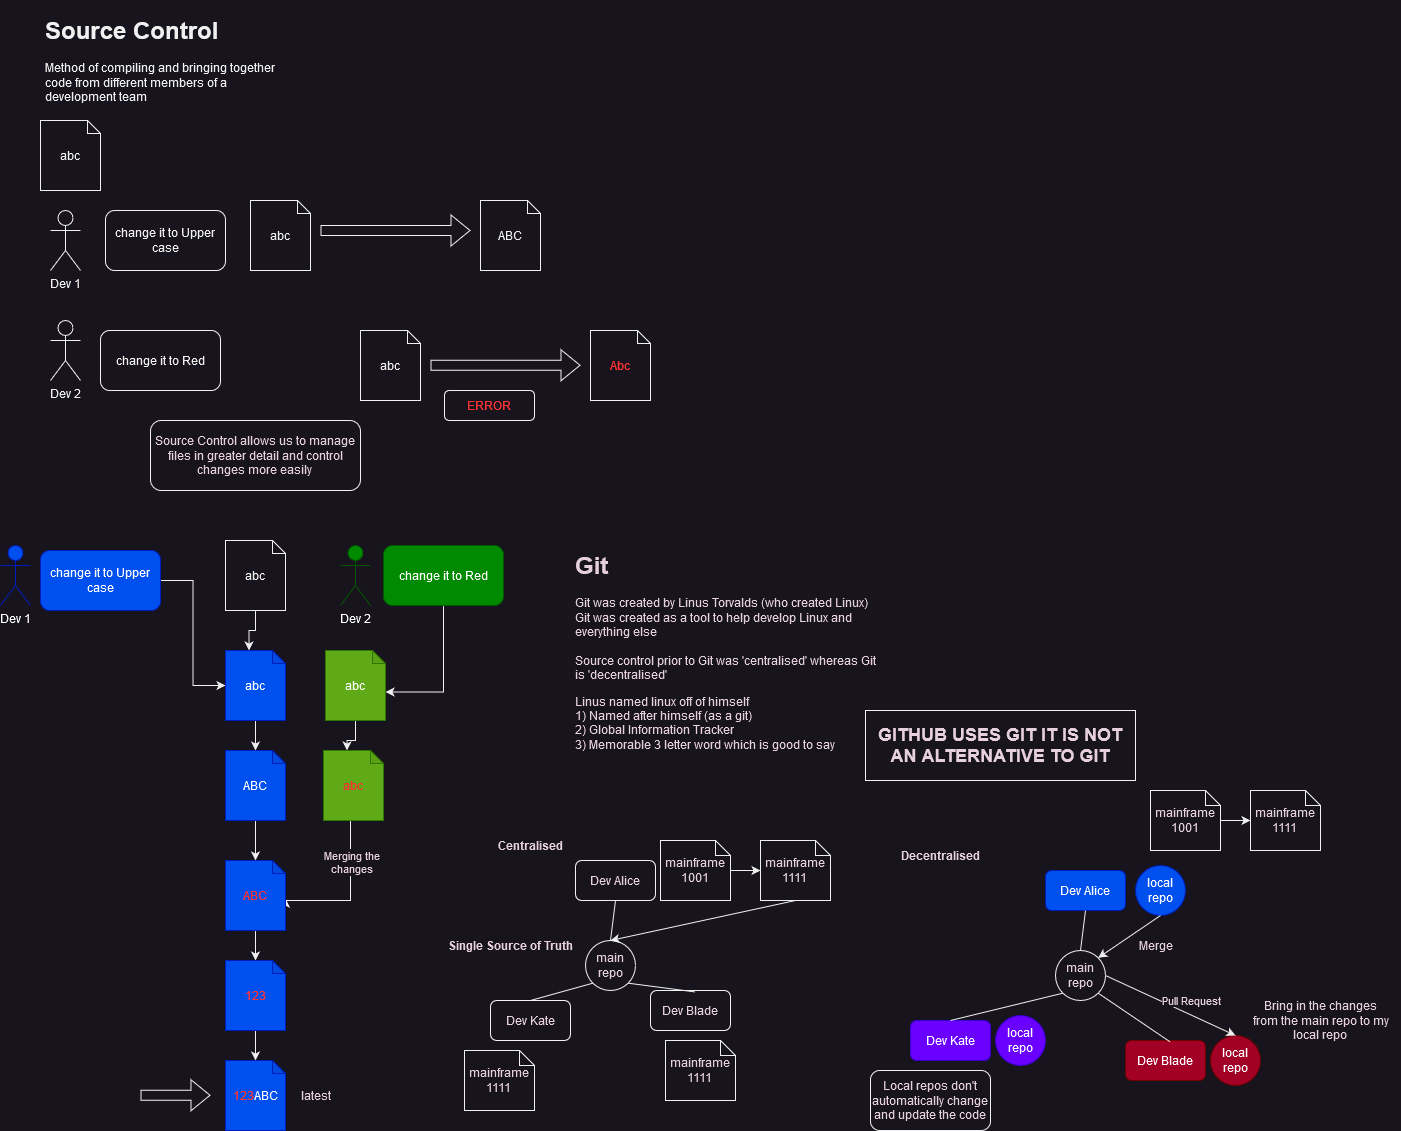 Source Control
Method of compiling and bringing together
code from different members of a
development team
abc
change it to Upper
case
abc
ABC
Dev 1
change it to Red
abc
Abc
Dev 2
ERROR
Source Control allows us to manage
files in greater detail and control
changes more easily
change it to Upper
case
Dev 1
abc
change it to Red
Dev 2
abc
abc
ABC
abc
Merging the
changes
ABC
123
123ABC
latest
Git
Git was created by Linus Torvalds (who created Linux)
Git was created as a tool to help develop Linux and
everything else
Source control prior to Git was 'centralised' whereas Git
is 'decentralised'
Linus named linux off of himself
1) Named after himself (as a git)
2) Global Information Tracker
3) Memorable 3 letter word which is good to say
GITHUB USES GIT IT IS NOT
AN ALTERNATIVE TO GIT
Centralised
Dev Alice
mainframe
1001
mainframe
1111
Single Source of Truth
main
repo
Dev Kate
Dev Blade
mainframe
1111
mainframe
1111
mainframe
1001
mainframe
1111
Decentralised
Dev Alice
local
repo
Merge
main
repo
Pull Request
Bring in the changes
from the main repo to my
local repo
Dev Kate
local
repo
Dev Blade
local
repo
Local repos don't
automatically change
and update the code